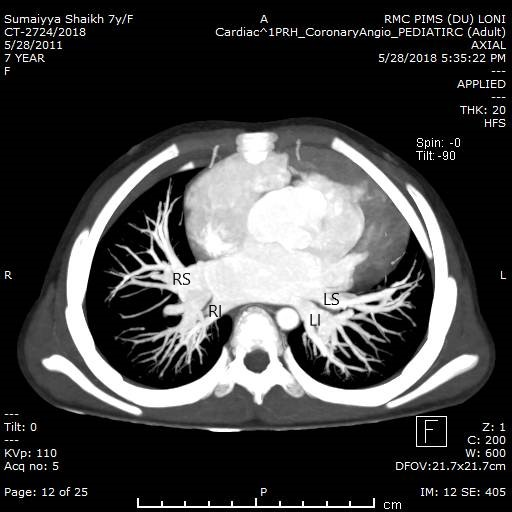 Sumaiyya Shaikh 7y/F
CT-2724/2018
5/28/2011
7 YEAR
F
A
RMC PIMS (DU) LONI
Cardiac^1PRH_CoronaryAngio_PEDIATIRC (Adult)
AXIAL
5/28/2018 5:35:22 PM
---
APPLIED
---
THK: 20
HFS
Spin: -0
Tilt: -90
R
L
RS
RI
LS
LI
---
Tilt: 0
---
KVp: 110
Acq no: 5
Page: 12 of 25
P
cm
F
Z: 1
C: 200
W: 600
DFOV:21.7x21.7cm
IM: 12 SE: 405